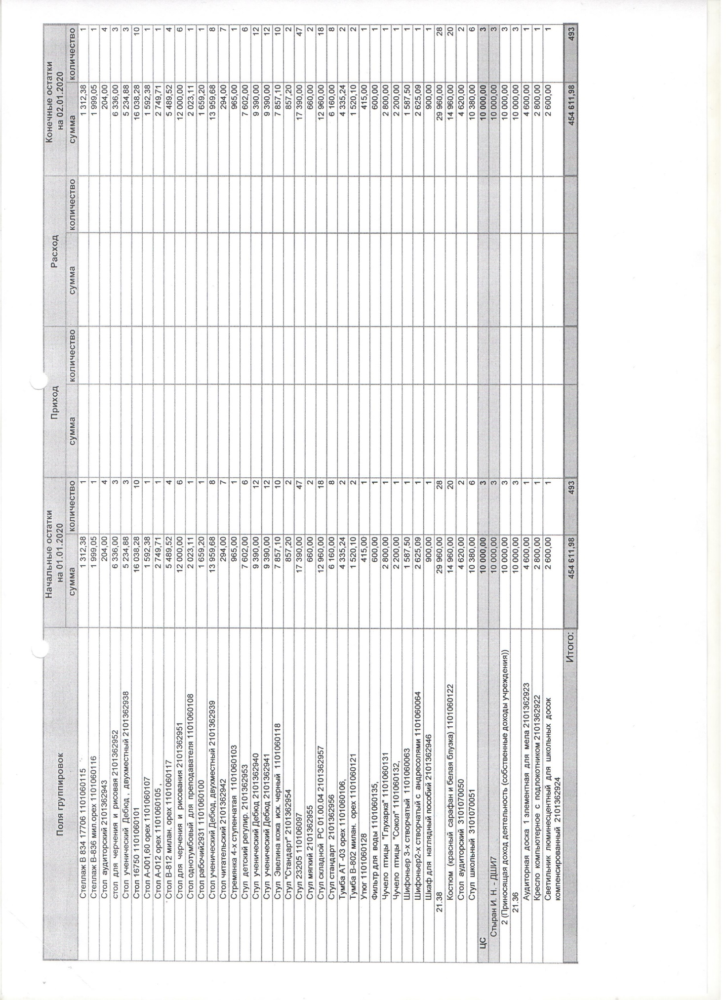 Поля группировок Начальные остатки на 01.01.2020 Приход Расход Конечные остатки на 02.01.2020
сумма количество сумма количество сумма количество сумма количество
Стеллаж В 834 17706 1101060115 1 312,38 1 1 312,38 1
Стеллаж В-836 мил.орех 1101060116 1 999,05 1 1 999,05 1
Стол аудиторский 2101362943 204,00 4 204,00 4
стол для черчения и рисовая 2101362952 6 336,00 3 6 336,00 3
Стол ученический Дебюд , двухместный 2101362938 5 234,88 3 5 234,88 3
Стол 16750 1101060101 16 038,28 10 16 038,28 10
Стол А-001,60 орех 1101060107 1 592,38 1 1 592,38 1
Стол А-012 орех 1101060105 , 2 749,71 1 2 749,71 1
Стол В-812 милан. орех 1101060117 5 489,52 4 5 489,52 4
Стол для черчения и рисования 2101362951 12 000,00 6 12 000,00 6
Стол однотумбовый для преподавателя 1101060108 2 023,11 1 2 023,11 1
Стол рабочий2931 1101060100 1 659,20 1 1 659,20 1
Стол ученический Дебюд, двухместный 2101362939 13 959,68 8 13 959,68 8
Стол читательский 2101362942 294,00 7 294,00 7
Стремянка 4-х ступенчатая 1101060103 965,00 1 965,00 1
Стул детский регулир. 2101362953 7 602,00 6 7 602,00 6
Стул ученический Дебюд 2101362940 9 390,00 12 9 390,00 12
Стул ученический Дебюд 2101362941 9 390,00 12 9 390,00 12
Стул Эвелина кожа иск. черный 1101060118 7 857,10 10 7 857,10 10
Стул "Стандарт" 2101362954 857,20 2 857,20 2
Стул 23205 110106097 17 390,00 47 17 390,00 47
Стул мягкий 2101362955 660,00 2 660,00 2
Стул складной РС 01.00.04 2101362957 12 960,00 18 12 960,00 18
Стул стандарт 2101362956 6 160,00 8 6 160,00 8
Тумба АТ -03 орех 1101060106, 4 335,24 2 4 335,24 2
Тумба В-802 милан. орех 1101060121 1 520,10 2 1 520,10 2
Утюг 1101060128 415,00 1 415,00 1
Фильтр для воды 1101060135, 600,00 1 600,00 1
Чучело птицы "Глухарка" 1101060131 2 800,00 1 2 800,00 1
Чучело птицы "Сокол" 1101060132, 2 200,00 1 2 200,00 1
Шифоньер 3-х створчатый 1101060063 1 587,50 1 1 587,50 1
Шифоньер2-х створчатый с андресолями 1101060064 2 625,09 1 2 625,09 1
Шкаф для наглядный пособий 2101362946 900,00 1 900,00 1
21.38 29 960,00 28 29 960,00 28
Костюм (красный сарафан и белая блузка) 1101060122 14 960,00 20 14 960,00 20
Стол аудиторский 3101070050 4 620,00 2 4 620,00 2
Стул школьный 3101070051 10 380,00 6 10 380,00 6
ЦС 10 000,00 3 10 000,00 3
Стыран И. Н. - ДШИ7 10 000,00 3 10 000,00 3
2 (Приносящая доход деятельность (собственные доходы учреждения)) 10 000,00 3 10 000,00 3
21.36 10 000,00 3 10 000,00 3
Аудиторная доска 1 элементная для мела 2101362923 4 600,00 1 4 600,00 1
Кресло компьютерное с подлокотником 2101362922 2 800,00 1 2 800,00 1
Светильник люминесцентный для школьных досок 2 600,00 1 2 600,00 1
компенсированный 2101362924
Итого: 454 611,98 493 454 611,98 493